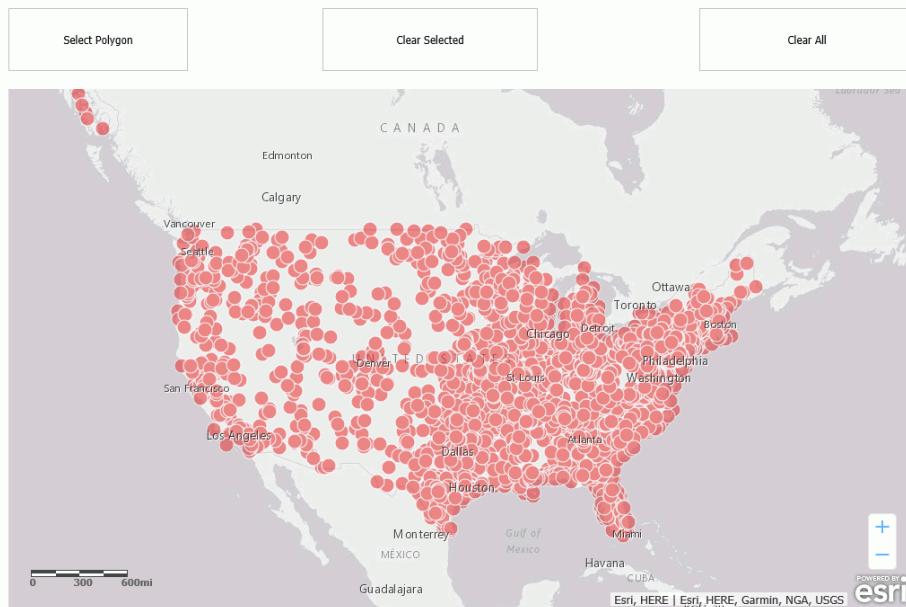 Select Polygon
Clear Selected
Clear All
Labrador Sea
CANADA
Edmonton
Calgary
Vancouver
Seattle
Ottawa
Toronto
Boston
Detroit
Chicago
UNITED STATES
Denver
Philadelphia
St Louis
Washington
San Francisco
Los Angeles
Atlanta
Dallas
Houston
Monterrey
Gulf of
Mexico
Miami
+
MÉXICO
−
Havana
CUBA
0 300 600mi
Guadalajara
POWERED BY
esri
Esri, HERE | Esri, HERE, Garmin, NGA, USGS